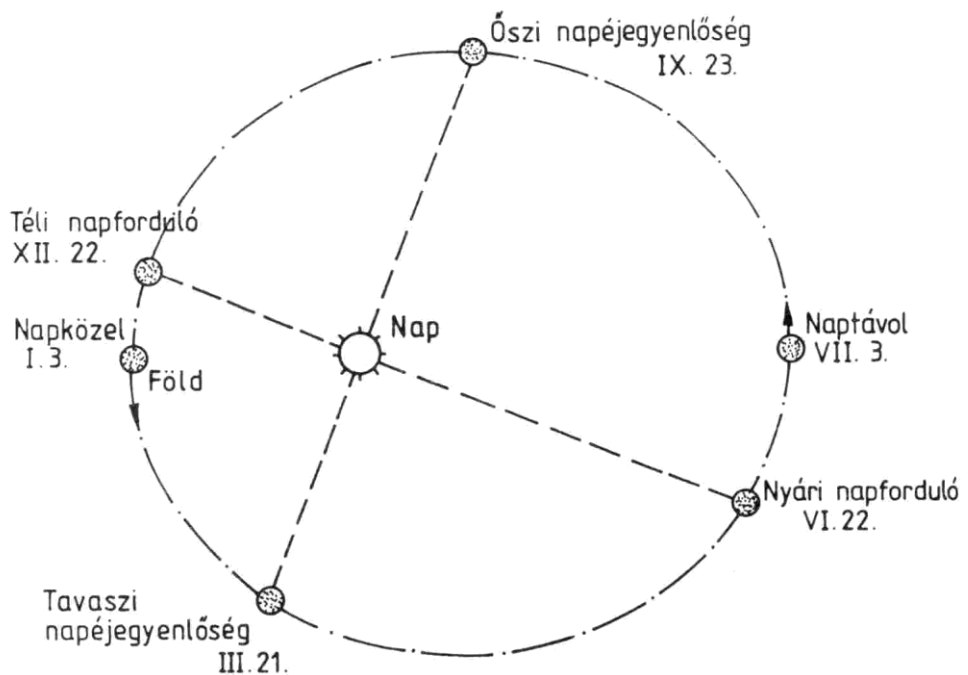 Őszi napéjegyenlőség
IX. 23.
Téli napforduló
XII. 22.
Nap
Napközel
I. 3.
Föld
Naptávol
VII. 3.
Nyári napforduló
VI. 22.
Tavaszi
napéjegyenlőség
III. 21.